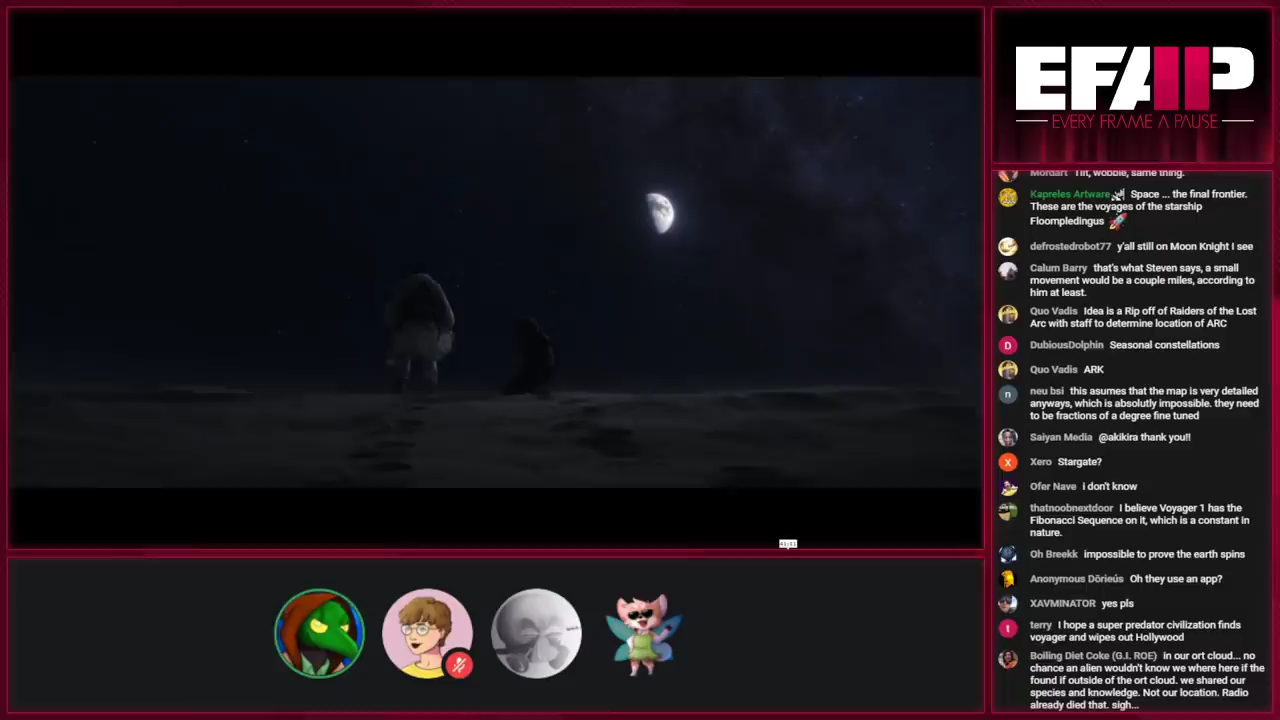 EFAP
EVERY FRAME A PAUSE
Mordart Tilt, wobble, same thing.
Kapreles Artware Space ... the final frontier.
These are the voyages of the starship
Floompledingus
defrostedrobot77 y'all still on Moon Knight I see
Calum Barry that's what Steven says, a small
movement would be a couple miles, according to
him at least.
Quo Vadis Idea is a Rip off of Raiders of the Lost
Arc with staff to determine location of ARC
D
DubiousDolphin Seasonal constellations
Quo Vadis ARK
n
neu bsi this asumes that the map is very detailed
anyways, which is absolutly impossible. they need
to be fractions of a degree fine tuned
Saiyan Media @akikira thank you!!
X
Xero Stargate?
Ofer Nave i don't know
thatnoobnextdoor I believe Voyager 1 has the
Fibonacci Sequence on it, which is a constant in
nature.
Oh Breekk impossible to prove the earth spins
Anonymous Dōrieús Oh they use an app?
XAVMINATOR yes pls
t
terry I hope a super predator civilization finds
voyager and wipes out Hollywood
Boiling Diet Coke (G.I. ROE) in our ort cloud... no
chance an alien wouldn't know we where here if the
found if outside of the ort cloud. we shared our
species and knowledge. Not our location. Radio
already died that. sigh...